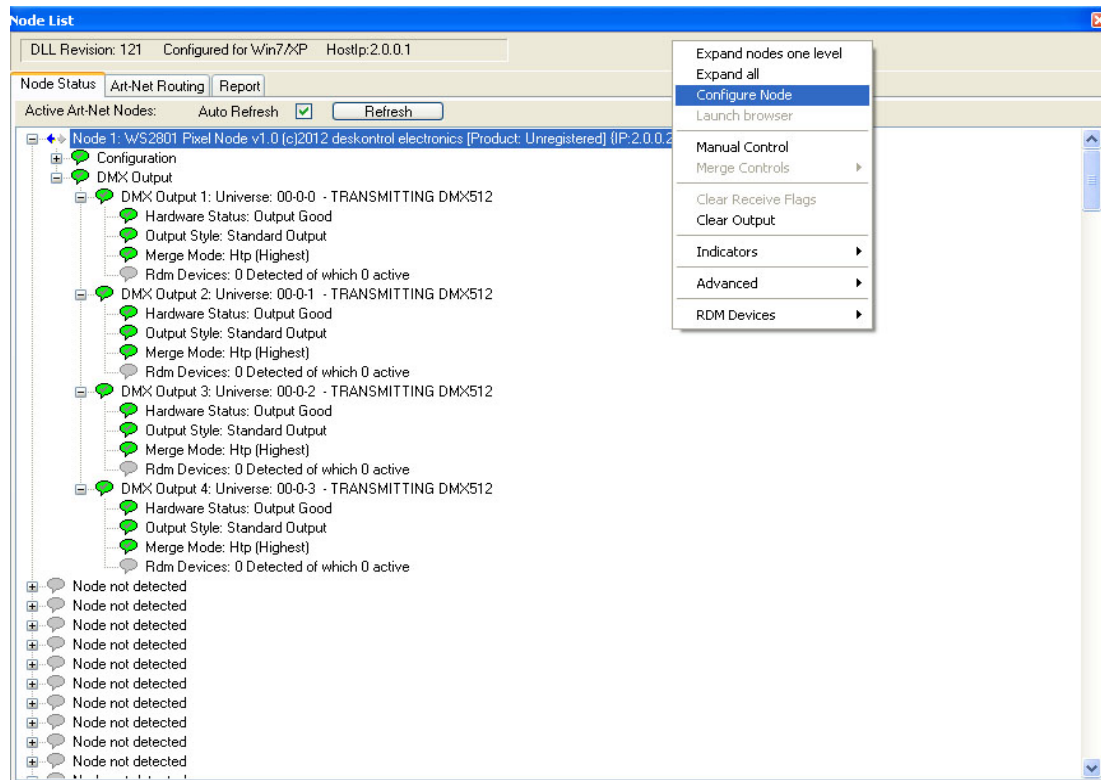 Node List
DLL Revision: 121 Configured for Win7/XP HostIp:2.0.0.1
Node Status Art-Net Routing Report
Active Art-Net Nodes: Auto Refresh Refresh
Node 1: WS2801 Pixel Node v1.0 (c)2012 deskontrol electronics [Product: Unregistered] {IP:2.0.0.2
Configuration
DMX Output
DMX Output 1: Universe: 00-0-0 - TRANSMITTING DMX512
Hardware Status: Output Good
Output Style: Standard Output
Merge Mode: Htp (Highest)
Rdm Devices: 0 Detected of which 0 active
DMX Output 2: Universe: 00-0-1 - TRANSMITTING DMX512
Hardware Status: Output Good
Output Style: Standard Output
Merge Mode: Htp (Highest)
Rdm Devices: 0 Detected of which 0 active
DMX Output 3: Universe: 00-0-2 - TRANSMITTING DMX512
Hardware Status: Output Good
Output Style: Standard Output
Merge Mode: Htp (Highest)
Rdm Devices: 0 Detected of which 0 active
DMX Output 4: Universe: 00-0-3 - TRANSMITTING DMX512
Hardware Status: Output Good
Output Style: Standard Output
Merge Mode: Htp (Highest)
Rdm Devices: 0 Detected of which 0 active
Node not detected
Node not detected
Node not detected
Node not detected
Node not detected
Node not detected
Node not detected
Node not detected
Node not detected
Node not detected
Expand nodes one level
Expand all
Configure Node
Launch browser
Manual Control
Merge Controls
Clear Receive Flags
Clear Output
Indicators
Advanced
RDM Devices